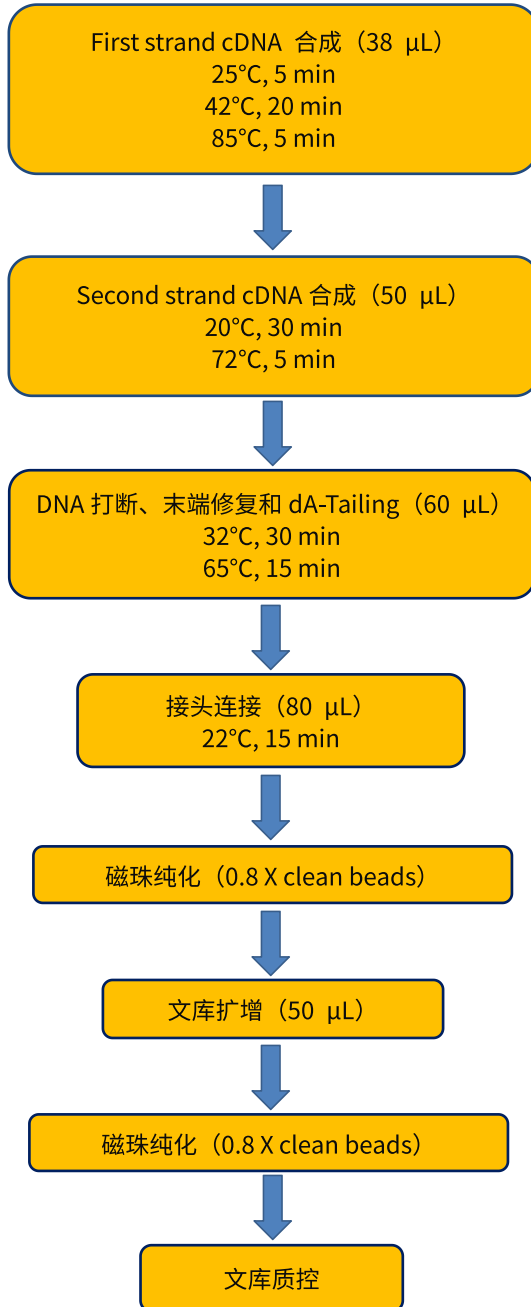 First strand cDNA 合成（38 μL）
25°C, 5 min
42°C, 20 min
85°C, 5 min
Second strand cDNA 合成（50 μL）
20°C, 30 min
72°C, 5 min
DNA 打断、末端修复和 dA-Tailing（60 μL）
32°C, 30 min
65°C, 15 min
接头连接（80 μL）
22°C, 15 min
磁珠纯化（0.8 X clean beads）
文库扩增（50 μL）
磁珠纯化（0.8 X clean beads）
文库质控